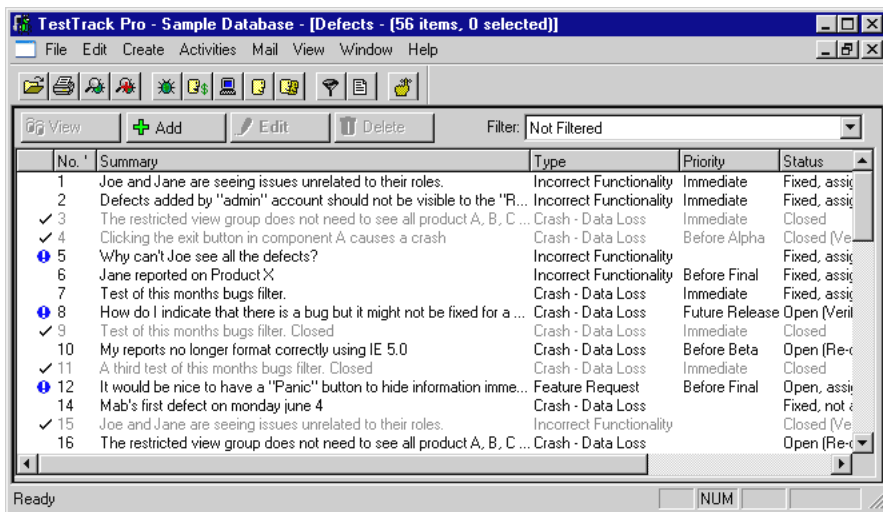 TestTrack Pro - Sample Database - [Defects - (56 items, 0 selected)]
File Edit Create Activities Mail View Window Help
View Add Edit Delete Filter: Not Filtered
No. ' Summary Type Priority Status
1 Joe and Jane are seeing issues unrelated to their roles. Incorrect Functionality Immediate Fixed, assig
2 Defects added by "admin" account should not be visible to the "R... Incorrect Functionality Immediate Fixed, assig
3 The restricted view group does not need to see all product A, B, C ... Crash - Data Loss Immediate Closed
4 Clicking the exit button in component A causes a crash Crash - Data Loss Before Alpha Closed (Ve
5 Why can't Joe see all the defects? Incorrect Functionality Fixed, assig
6 Jane reported on Product X Incorrect Functionality Before Final Fixed, assig
7 Test of this months bugs filter. Crash - Data Loss Immediate Fixed, assig
8 How do I indicate that there is a bug but it might not be fixed for a ... Crash - Data Loss Future Release Open (Veri
9 Test of this months bugs filter. Closed Crash - Data Loss Immediate Closed
10 My reports no longer format correctly using IE 5.0 Crash - Data Loss Before Beta Open (Re-
11 A third test of this months bugs filter. Closed Crash - Data Loss Immediate Closed
12 It would be nice to have a "Panic" button to hide information imme... Feature Request Before Final Open, assig
14 Mab's first defect on monday june 4 Crash - Data Loss Fixed, not
15 Joe and Jane are seeing issues unrelated to their roles. Incorrect Functionality Closed (Ve
16 The restricted view group does not need to see all product A, B, C ... Crash - Data Loss Open (Re-
Ready NUM